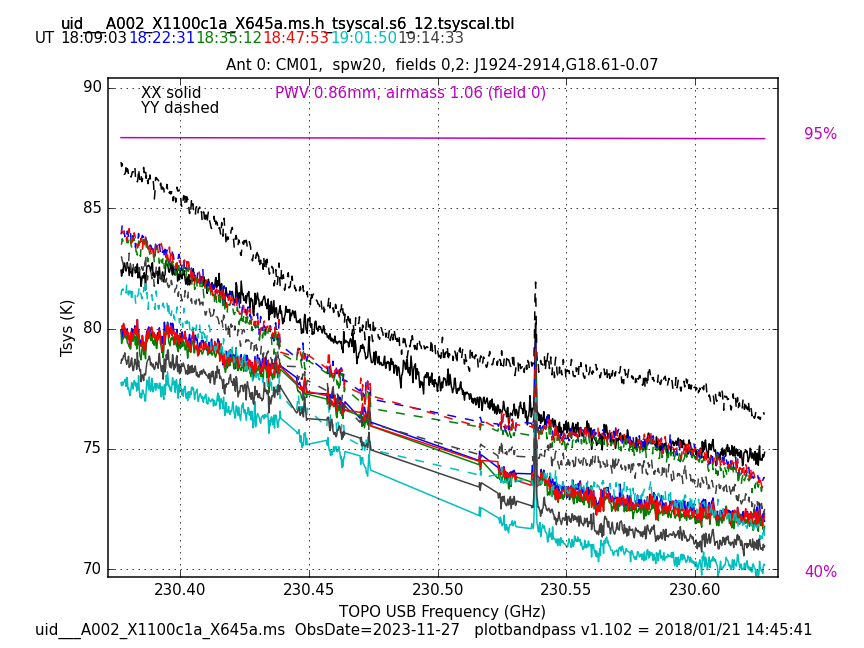 uid___A002_X1100c1a_X645a.ms.h_tsyscal.s6_12.tsyscal.tbl
UT 18:09:03 18:22:31 18:35:12 18:47:53 19:01:50 19:14:33
Ant 0: CM01,  spw20,  fields 0,2: J1924-2914,G18.61-0.07
XX solid
YY dashed
PWV 0.86mm, airmass 1.06 (field 0)
95%
40%
90
85
80
75
70
Tsys (K)
230.40 230.45 230.50 230.55 230.60
TOPO USB Frequency (GHz)
uid___A002_X1100c1a_X645a.ms  ObsDate=2023-11-27   plotbandpass v1.102 = 2018/01/21 14:45:41